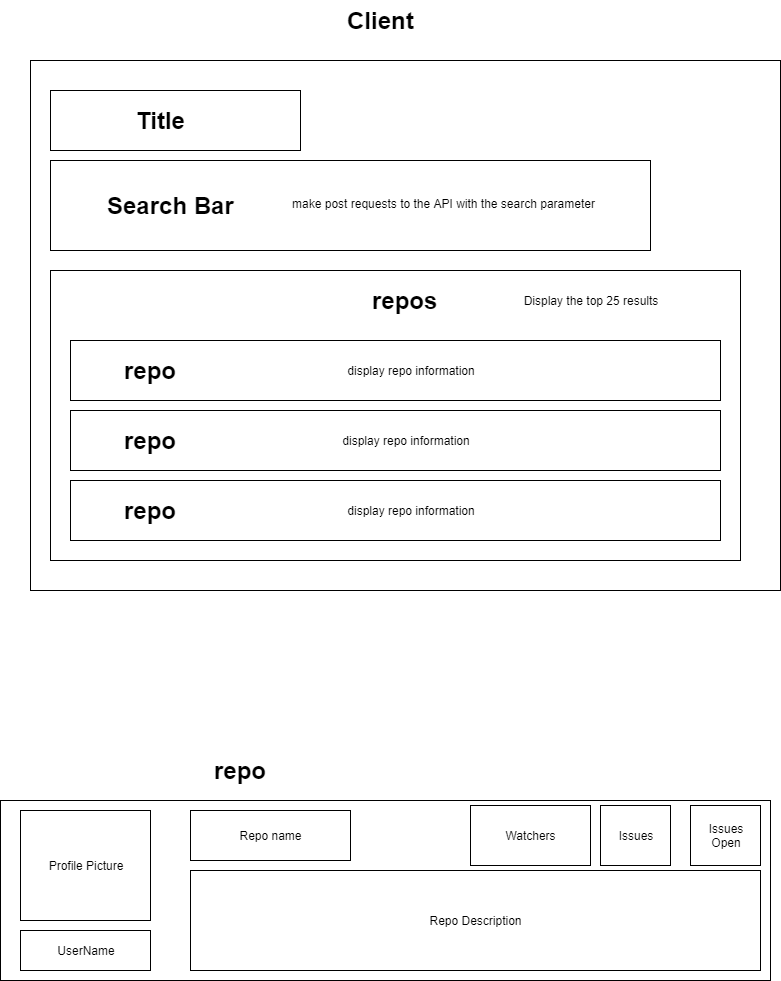 Client
Title
Search Bar
make post requests to the API with the search parameter
repos
Display the top 25 results
repo
display repo information
repo
display repo information
repo
display repo information
repo
Profile Picture
UserName
Repo name
Watchers
Issues
Issues
Open
Repo Description